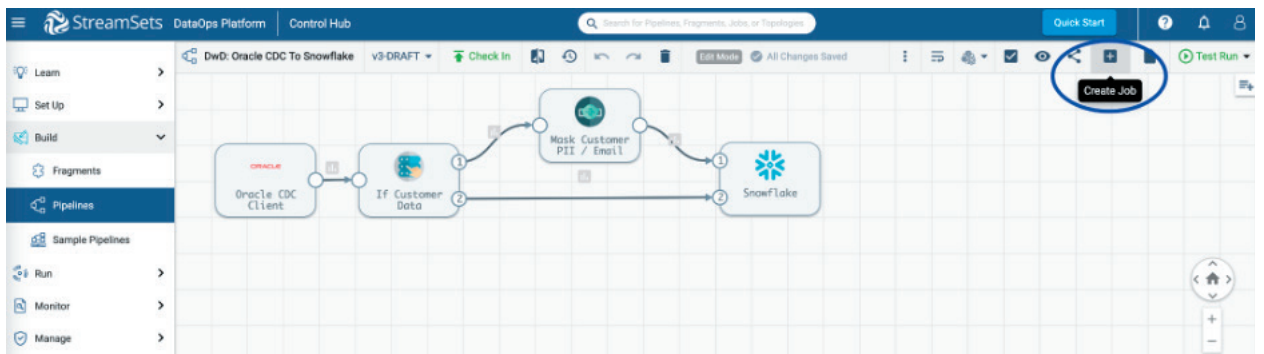 StreamSets DataOps Platform Control Hub Search for Pipelines, Fragments, Jobs, or Topologies Quick Start ?
DwD: Oracle CDC To Snowflake v3-DRAFT Check In Edit Mode All Changes Saved Test Run
Create Job
Learn
Set Up
Build
Fragments
Pipelines
Sample Pipelines
Run
Monitor
Manage
ORACLE
Oracle CDC
Client
1
If Customer
Data
2
Mask Customer
PII / Email
1
2
Snowflake